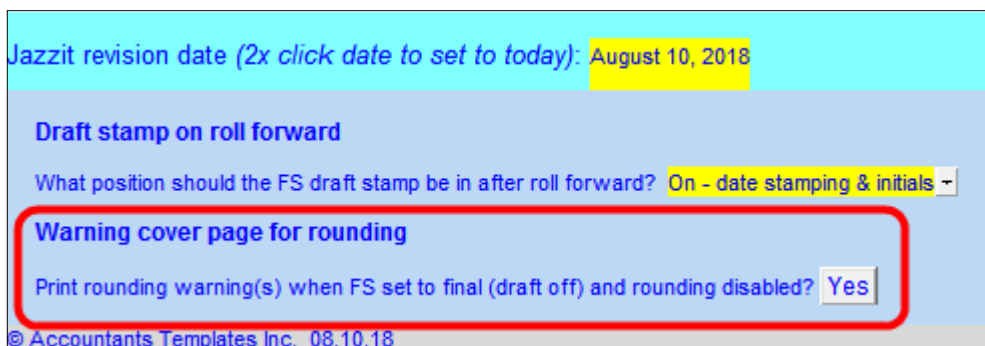 Jazzit revision date (2x click date to set to today): August 10, 2018
Draft stamp on roll forward
What position should the FS draft stamp be in after roll forward? On - date stamping & initials
Warning cover page for rounding
Print rounding warning(s) when FS set to final (draft off) and rounding disabled? Yes
© Accountants Templates Inc. 08.10.18